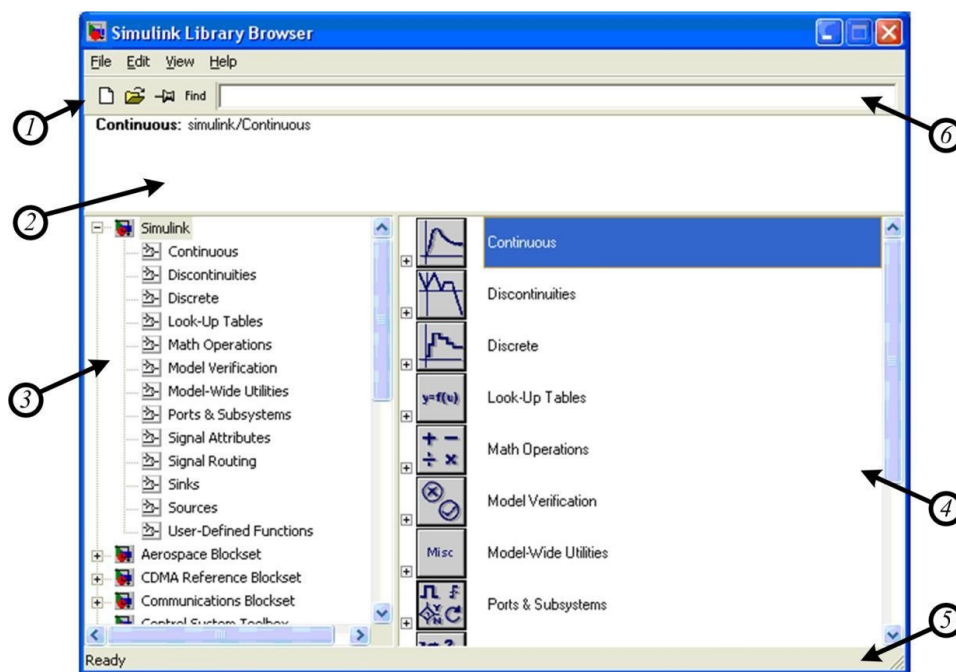 Simulink Library Browser
File Edit View Help
Find
1
6
Continuous: simulink/Continuous
2
Simulink
Continuous
Discontinuities
Discrete
Look-Up Tables
Math Operations
Model Verification
Model-Wide Utilities
Ports & Subsystems
Signal Attributes
Signal Routing
Sinks
Sources
User-Defined Functions
Aerospace Blockset
CDMA Reference Blockset
Communications Blockset
Control System Toolbox
3
Continuous
Discontinuities
Discrete
y=f(u) Look-Up Tables
+ − ÷ × Math Operations
Model Verification
Misc Model-Wide Utilities
Ports & Subsystems
4
5
Ready